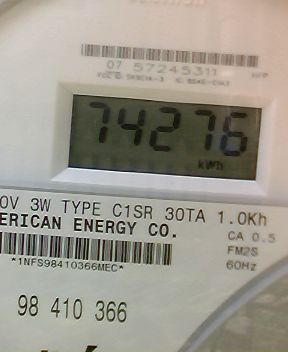 07 57245311
74276
kWh
0V 3W TYPE C1SR 30TA 1.0Kh
ERICAN ENERGY CO.
CA 0.5
FM2S
*1NFS98410366MEC*
60Hz
98 410 366